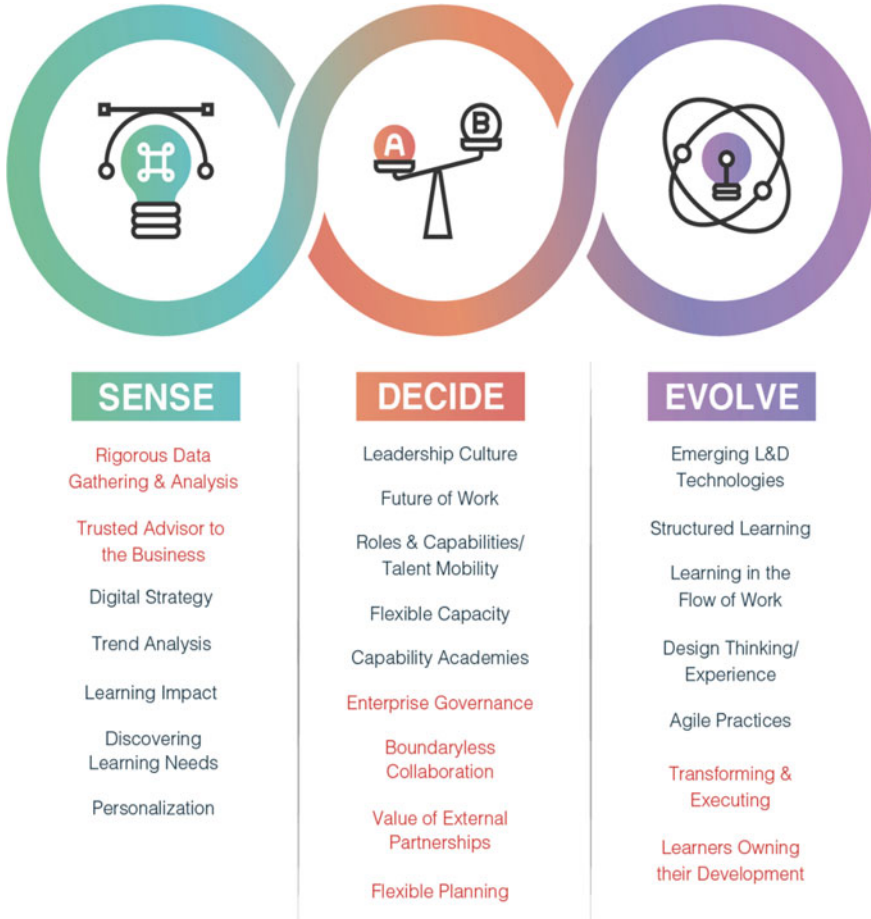 A
B
SENSE
Rigorous Data
Gathering & Analysis
Trusted Advisor to
the Business
Digital Strategy
Trend Analysis
Learning Impact
Discovering
Learning Needs
Personalization
DECIDE
Leadership Culture
Future of Work
Roles & Capabilities/
Talent Mobility
Flexible Capacity
Capability Academies
Enterprise Governance
Boundaryless
Collaboration
Value of External
Partnerships
Flexible Planning
EVOLVE
Emerging L&D
Technologies
Structured Learning
Learning in the
Flow of Work
Design Thinking/
Experience
Agile Practices
Transforming &
Executing
Learners Owning
their Development